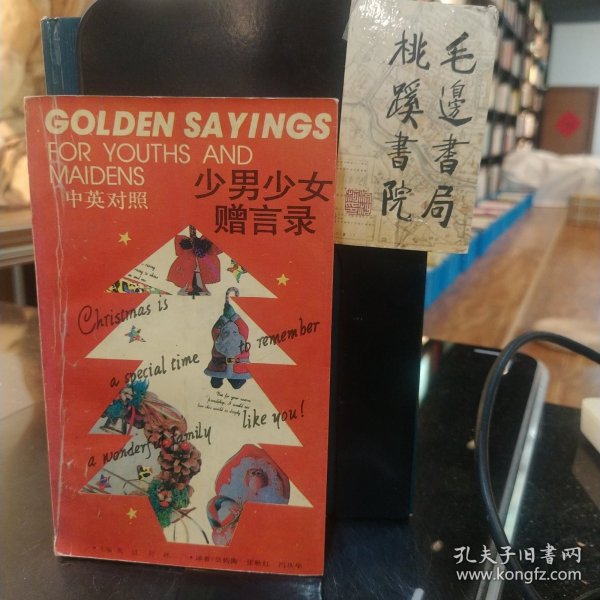 GOLDEN SAYINGS
FOR YOUTHS AND
MAIDENS
中英对照
少男少女
赠言录
Christmas is
a special time
to remember
a wonderful family
like you!
毛邊書局
桃蹊書院
孔夫子旧书网
www.kongfz.com